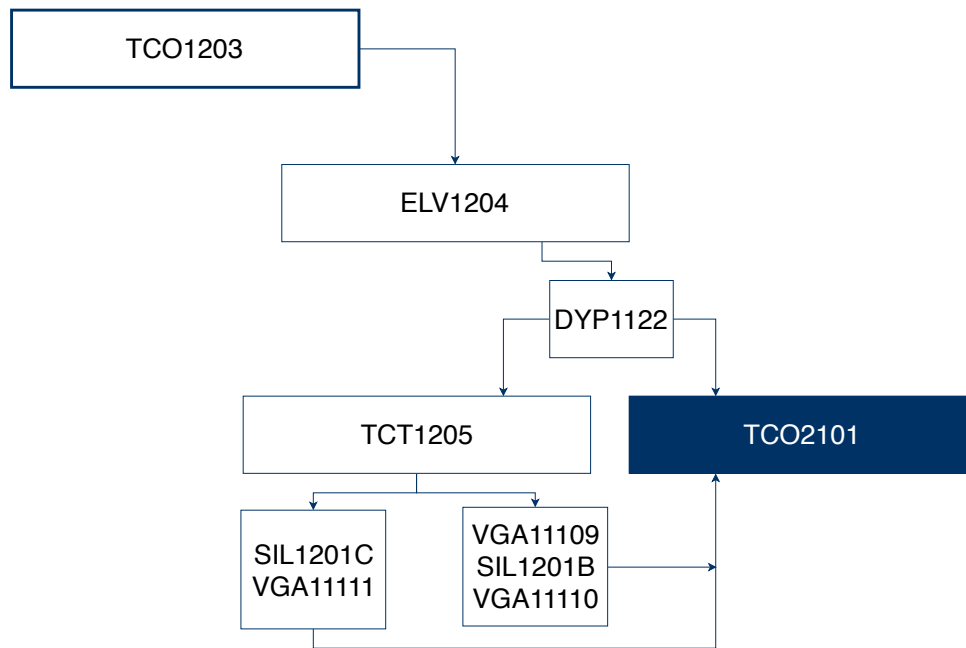 TCO1203
ELV1204
DYP1122
TCT1205
TCO2101
SIL1201C
VGA11111
VGA11109
SIL1201B
VGA11110